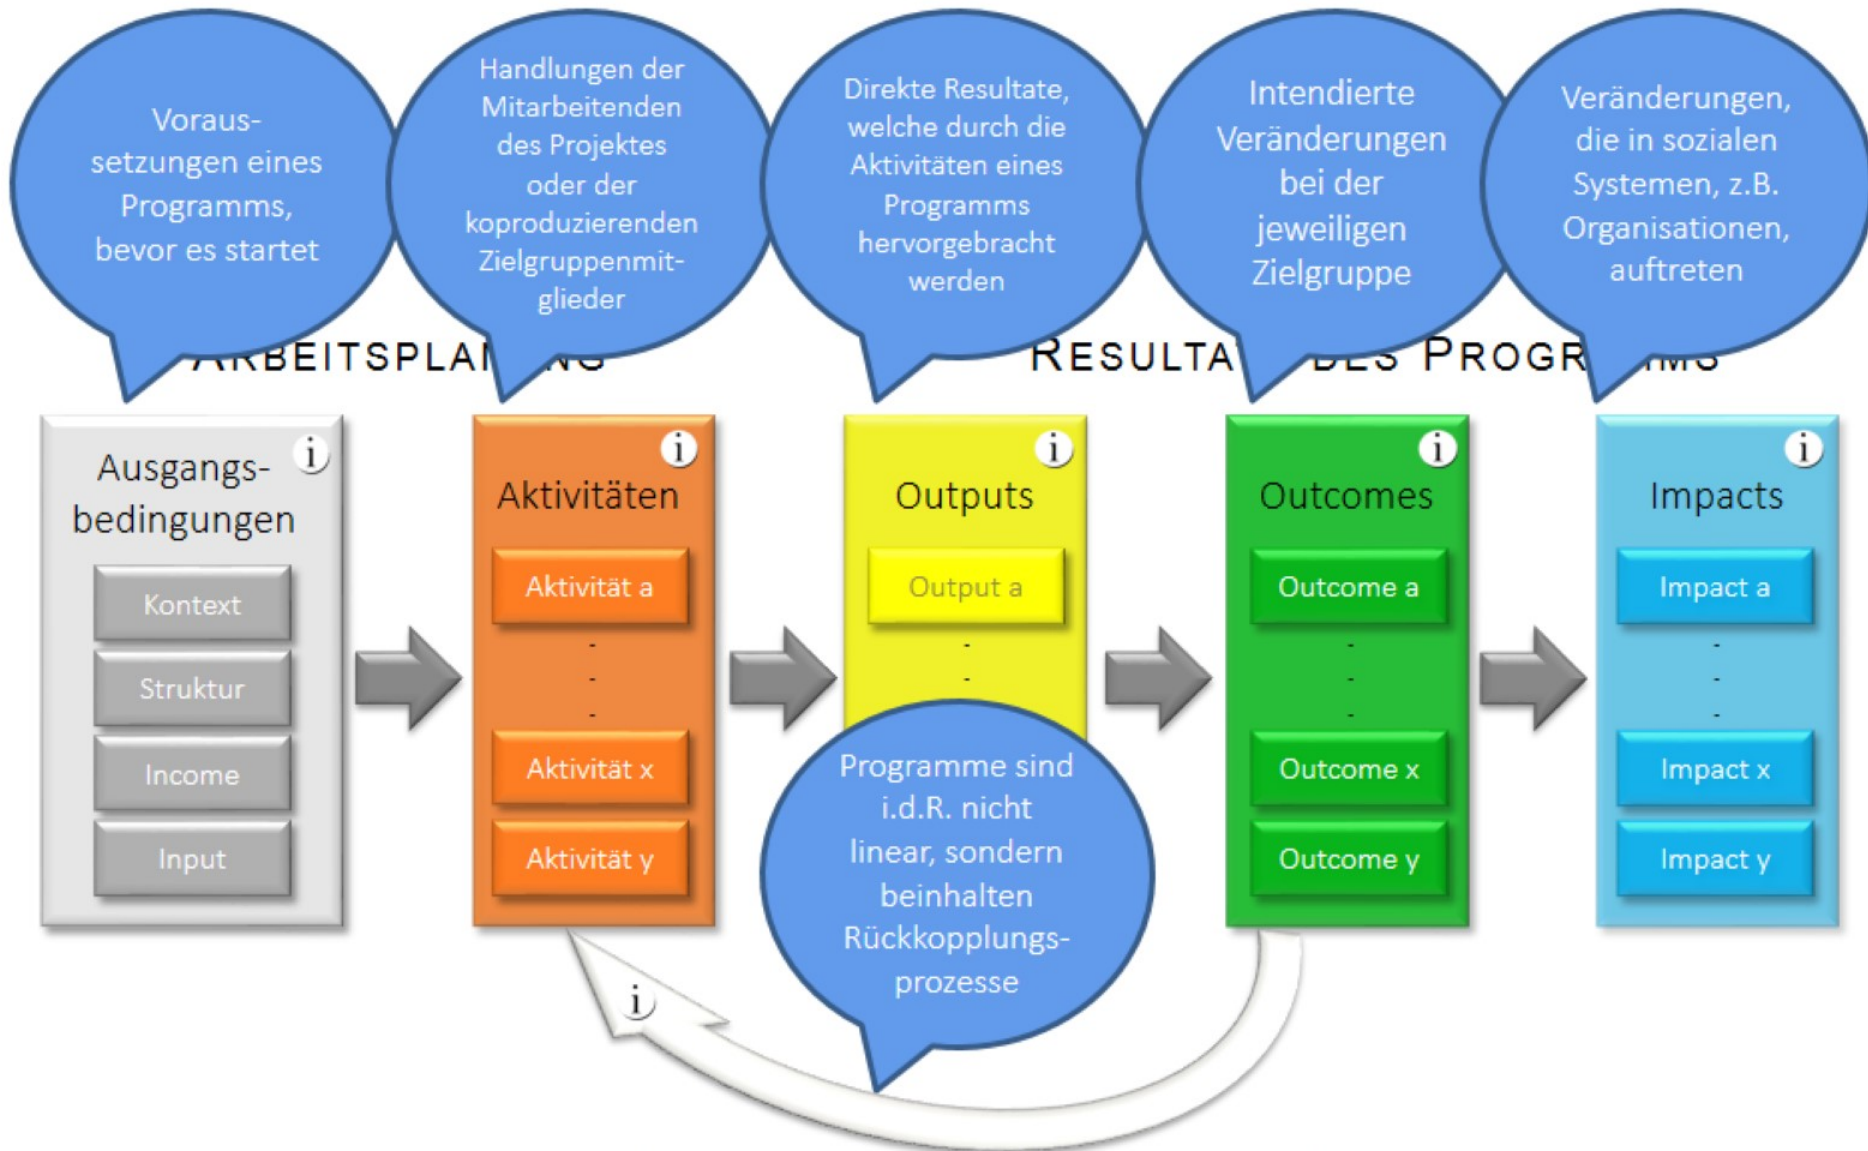 Voraus-
setzungen eines
Programms,
bevor es startet
Handlungen der
Mitarbeitenden
des Projektes
oder der
koproduzierenden
Zielgruppenmit-
glieder
Direkte Resultate,
welche durch die
Aktivitäten eines
Programms
hervorgebracht
werden
Intendierte
Veränderungen
bei der
jeweiligen
Zielgruppe
Veränderungen,
die in sozialen
Systemen, z.B.
Organisationen,
auftreten
DES
Ausgangs-
bedingungen
i
Kontext
Struktur
Income
Input
i
Aktivitäten
Aktivität a
Aktivität x
Aktivität y
i
Outputs
Output a
i
Outcomes
Outcome a
Outcome x
Outcome y
i
Impacts
Impact a
Impact x
Impact y
Programme sind
i.d.R. nicht
linear, sondern
beinhalten
Rückkopplungs-
prozesse
i